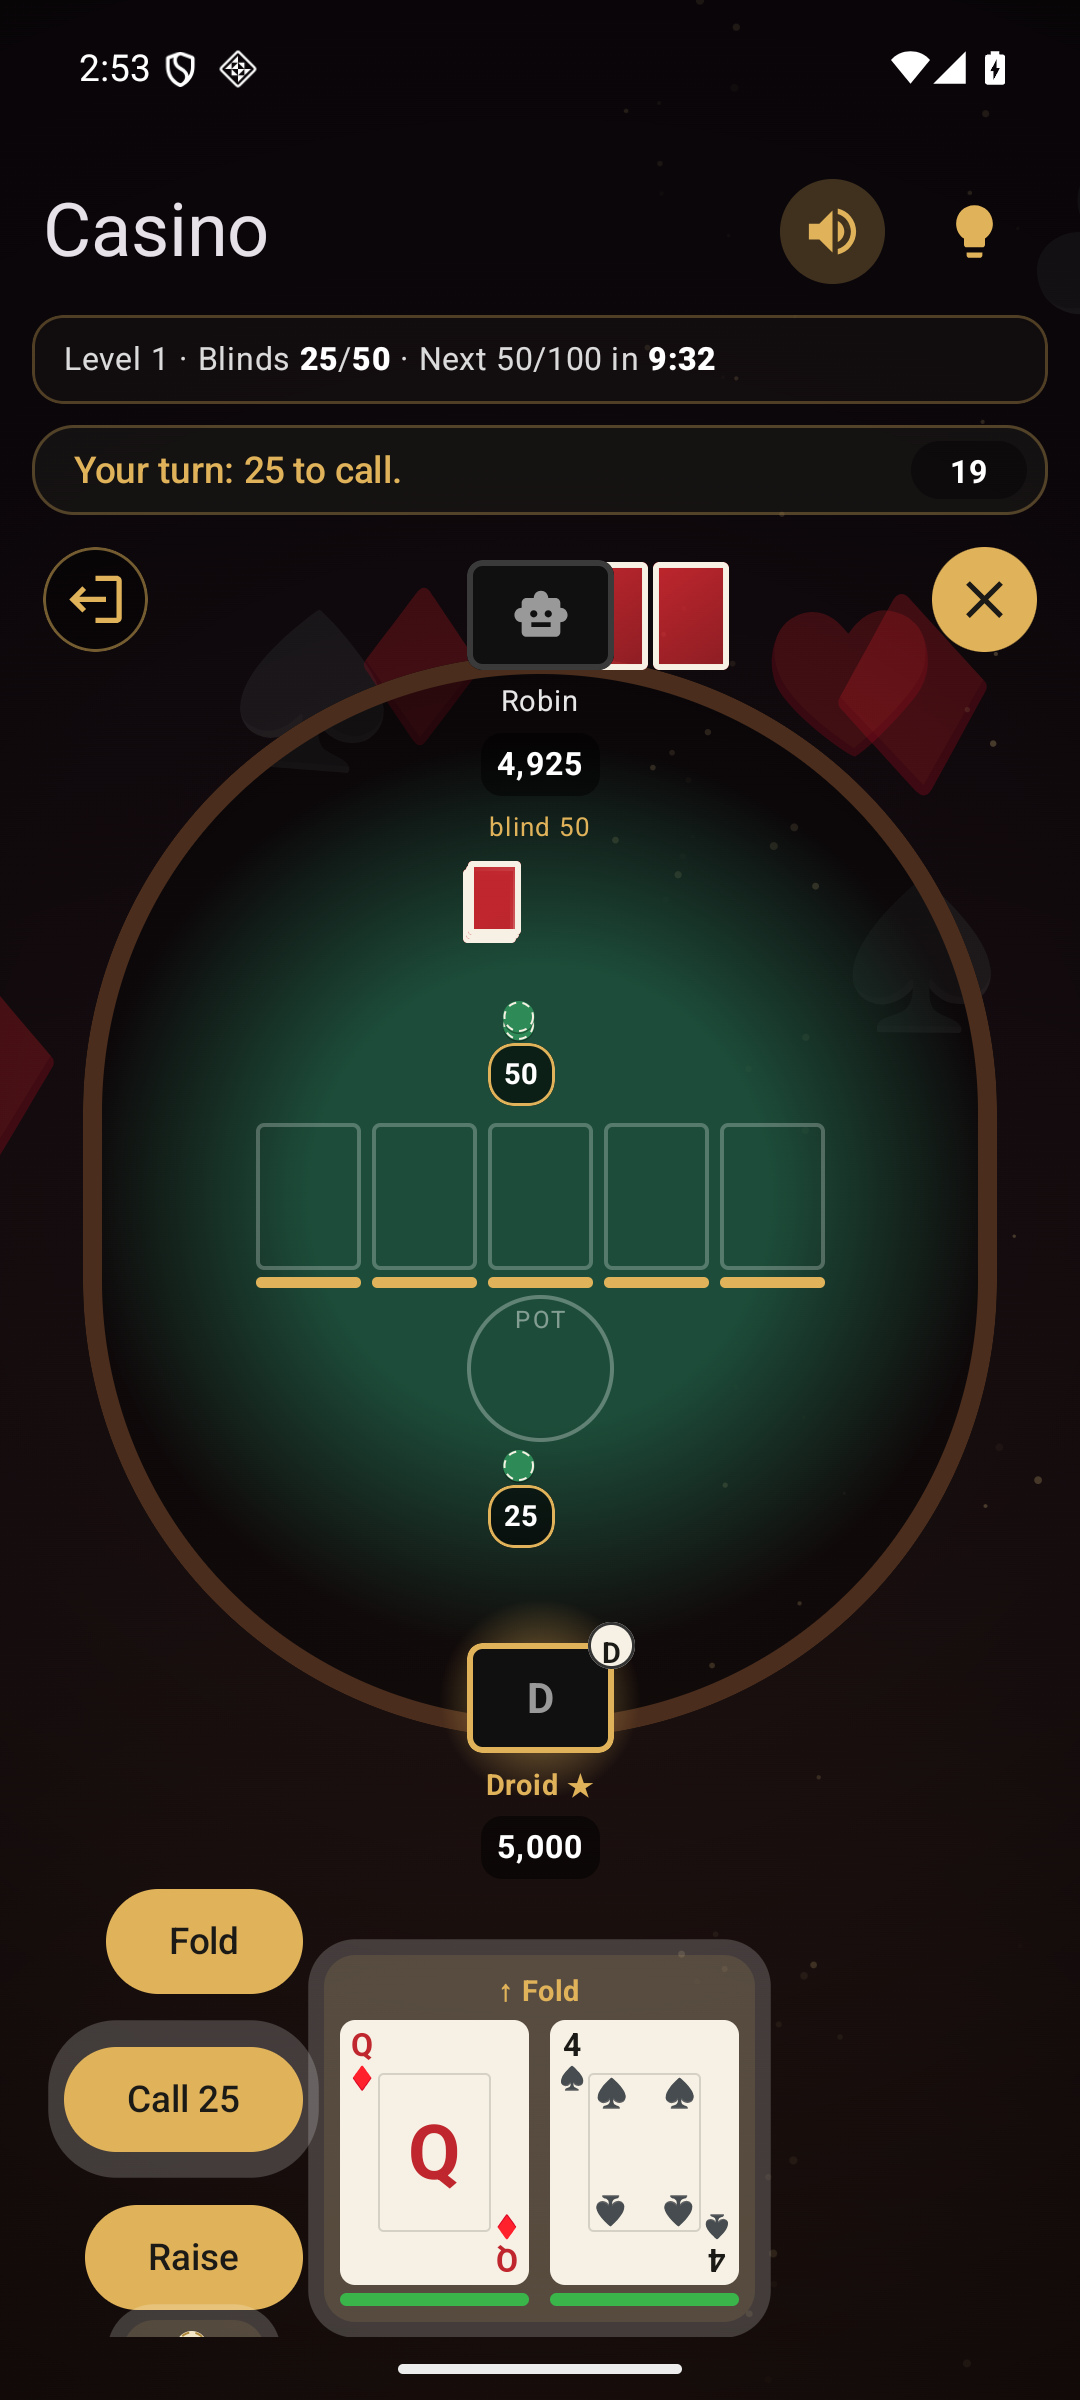 2:53
Casino
Level 1 · Blinds 25/50 · Next 50/100 in 9:32
Your turn: 25 to call.
19
Robin
4,925
blind 50
50
POT
25
D
D
Droid ★
5,000
Fold
↑ Fold
Q
4
Call 25
Q
Raise
Q
4